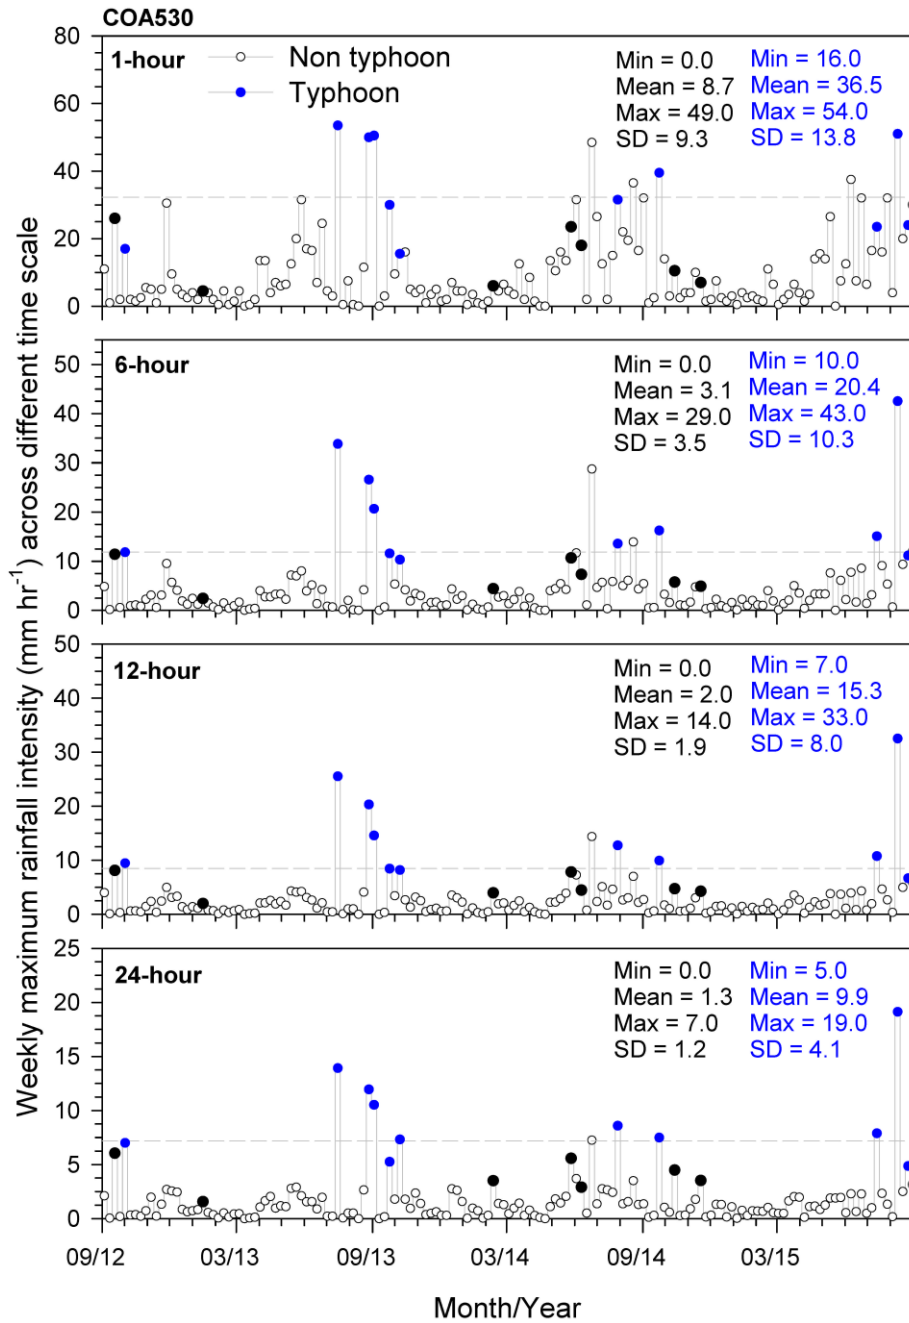 COA530
Weekly maximum rainfall intensity (mm hr⁻¹) across different time scale
80
60
40
20
0
1-hour
Non typhoon
Typhoon
Min = 0.0
Mean = 8.7
Max = 49.0
SD = 9.3
Min = 16.0
Mean = 36.5
Max = 54.0
SD = 13.8
50
40
30
20
10
0
6-hour
Min = 0.0
Mean = 3.1
Max = 29.0
SD = 3.5
Min = 10.0
Mean = 20.4
Max = 43.0
SD = 10.3
50
40
30
20
10
0
12-hour
Min = 0.0
Mean = 2.0
Max = 14.0
SD = 1.9
Min = 7.0
Mean = 15.3
Max = 33.0
SD = 8.0
25
20
15
10
5
0
24-hour
Min = 0.0
Mean = 1.3
Max = 7.0
SD = 1.2
Min = 5.0
Mean = 9.9
Max = 19.0
SD = 4.1
09/12 03/13 09/13 03/14 09/14 03/15
Month/Year